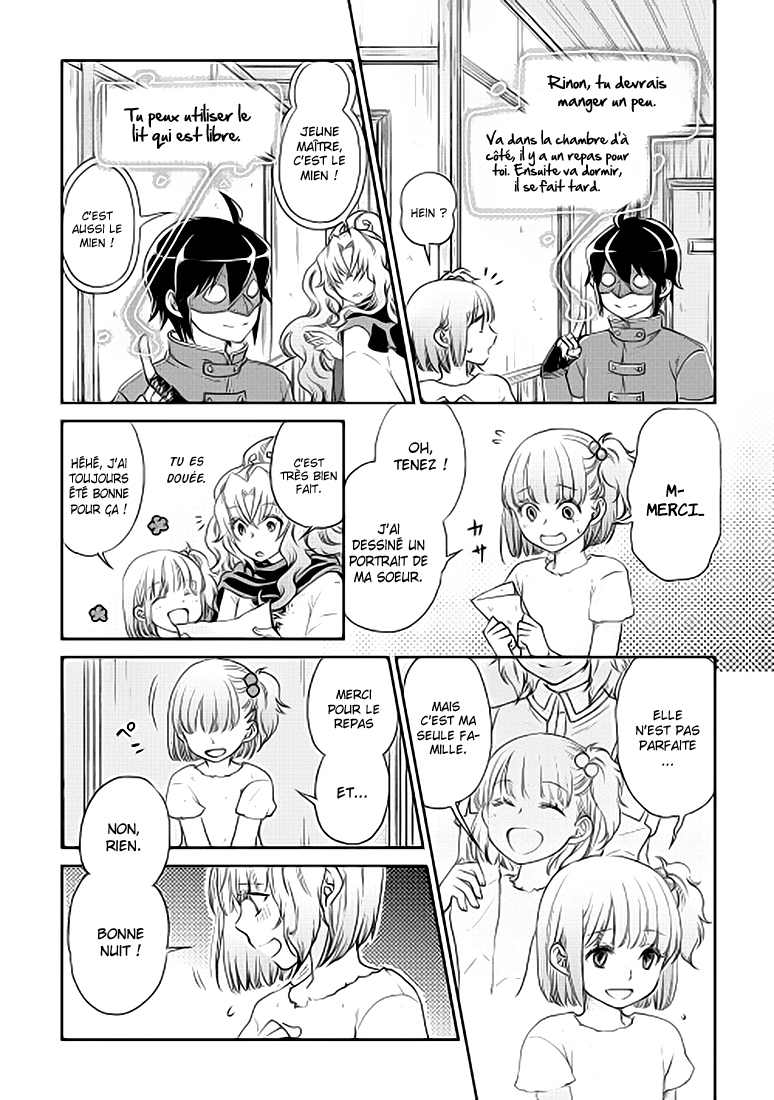 Rinon, tu devrais
manger un peu.
Va dans la chambre d'à
côté, il y a un repas pour
toi. Ensuite va dormir,
il se fait tard.
HEIN ?
Tu peux utiliser le
lit qui est libre.
JEUNE
MAÎTRE,
C'EST LE
MIEN !
C'EST
AUSSI LE
MIEN !
M-
MERCI...
カサ
OH,
TENEZ !
J'AI
DESSINÉ UN
PORTRAIT DE
MA SOEUR.
C'EST
TRÈS BIEN
FAIT.
TU ES
DOUÉE.
HÉHÉ, J'AI
TOUJOURS
ÉTÉ BONNE
POUR ÇA !
ELLE
N'EST PAS
PARFAITE
...
MAIS
C'EST MA
SEULE FA-
MILLE.
MERCI
POUR LE
REPAS
ET...
ペ
NON,
RIEN.
BONNE
NUIT !